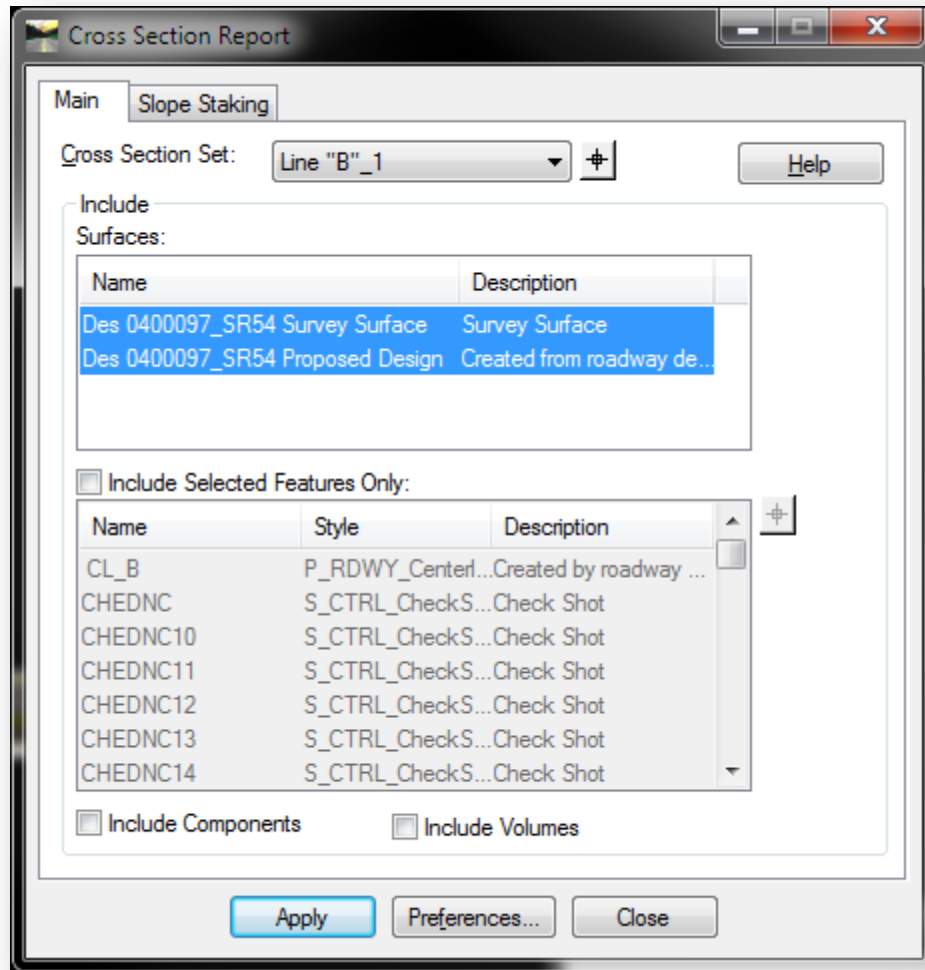 Cross Section Report
Main Slope Staking
Cross Section Set: Line "B"_1 Help
Include
Surfaces:
Name Description
Des 0400097_SR54 Survey Surface Survey Surface
Des 0400097_SR54 Proposed Design Created from roadway de...
Include Selected Features Only:
Name Style Description
CL_B P_RDWY_Centerl...Created by roadway ...
CHEDNC S_CTRL_CheckS...Check Shot
CHEDNC10 S_CTRL_CheckS...Check Shot
CHEDNC11 S_CTRL_CheckS...Check Shot
CHEDNC12 S_CTRL_CheckS...Check Shot
CHEDNC13 S_CTRL_CheckS...Check Shot
CHEDNC14 S_CTRL_CheckS...Check Shot
Include Components Include Volumes
Apply Preferences... Close